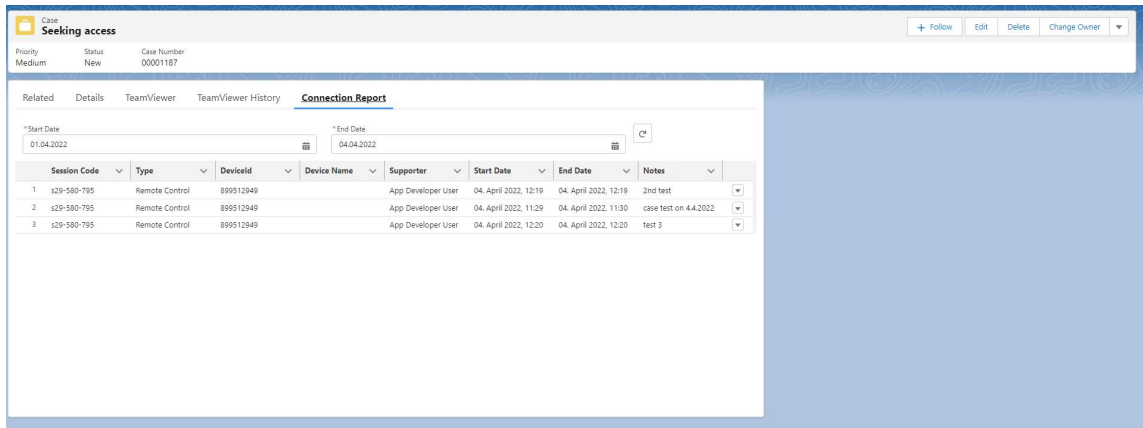 Case
Seeking access
+ Follow Edit Delete Change Owner
Priority Status Case Number
Medium New 00001187
Related Details TeamViewer TeamViewer History Connection Report
* Start Date * End Date
01.04.2022 04.04.2022
Session Code Type DeviceId Device Name Supporter Start Date End Date Notes
1 s29-580-795 Remote Control 899512949 App Developer User 04. April 2022, 12:19 04. April 2022, 12:19 2nd test
2 s29-580-795 Remote Control 899512949 App Developer User 04. April 2022, 11:29 04. April 2022, 11:30 case test on 4.4.2022
3 s29-580-795 Remote Control 899512949 App Developer User 04. April 2022, 12:20 04. April 2022, 12:20 test 3